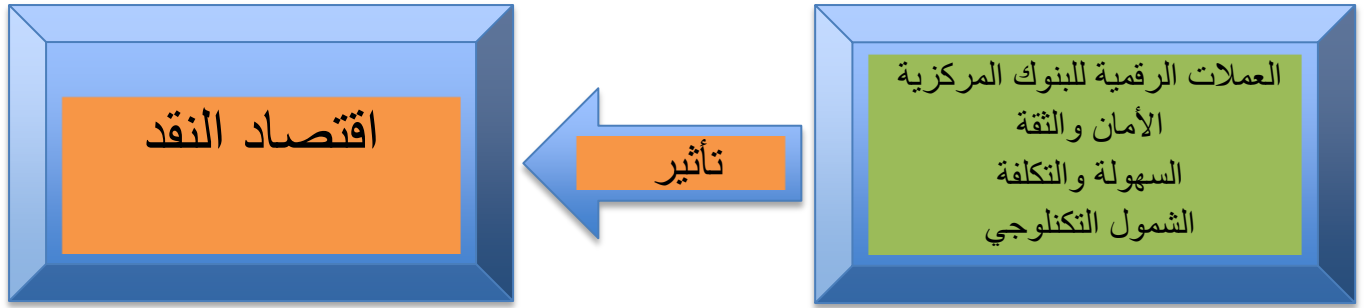 العملات الرقمية للبنوك المركزية
الأمان والثقة
السهولة والتكلفة
الشمول التكنلوجي
تأثير
اقتصاد النقد